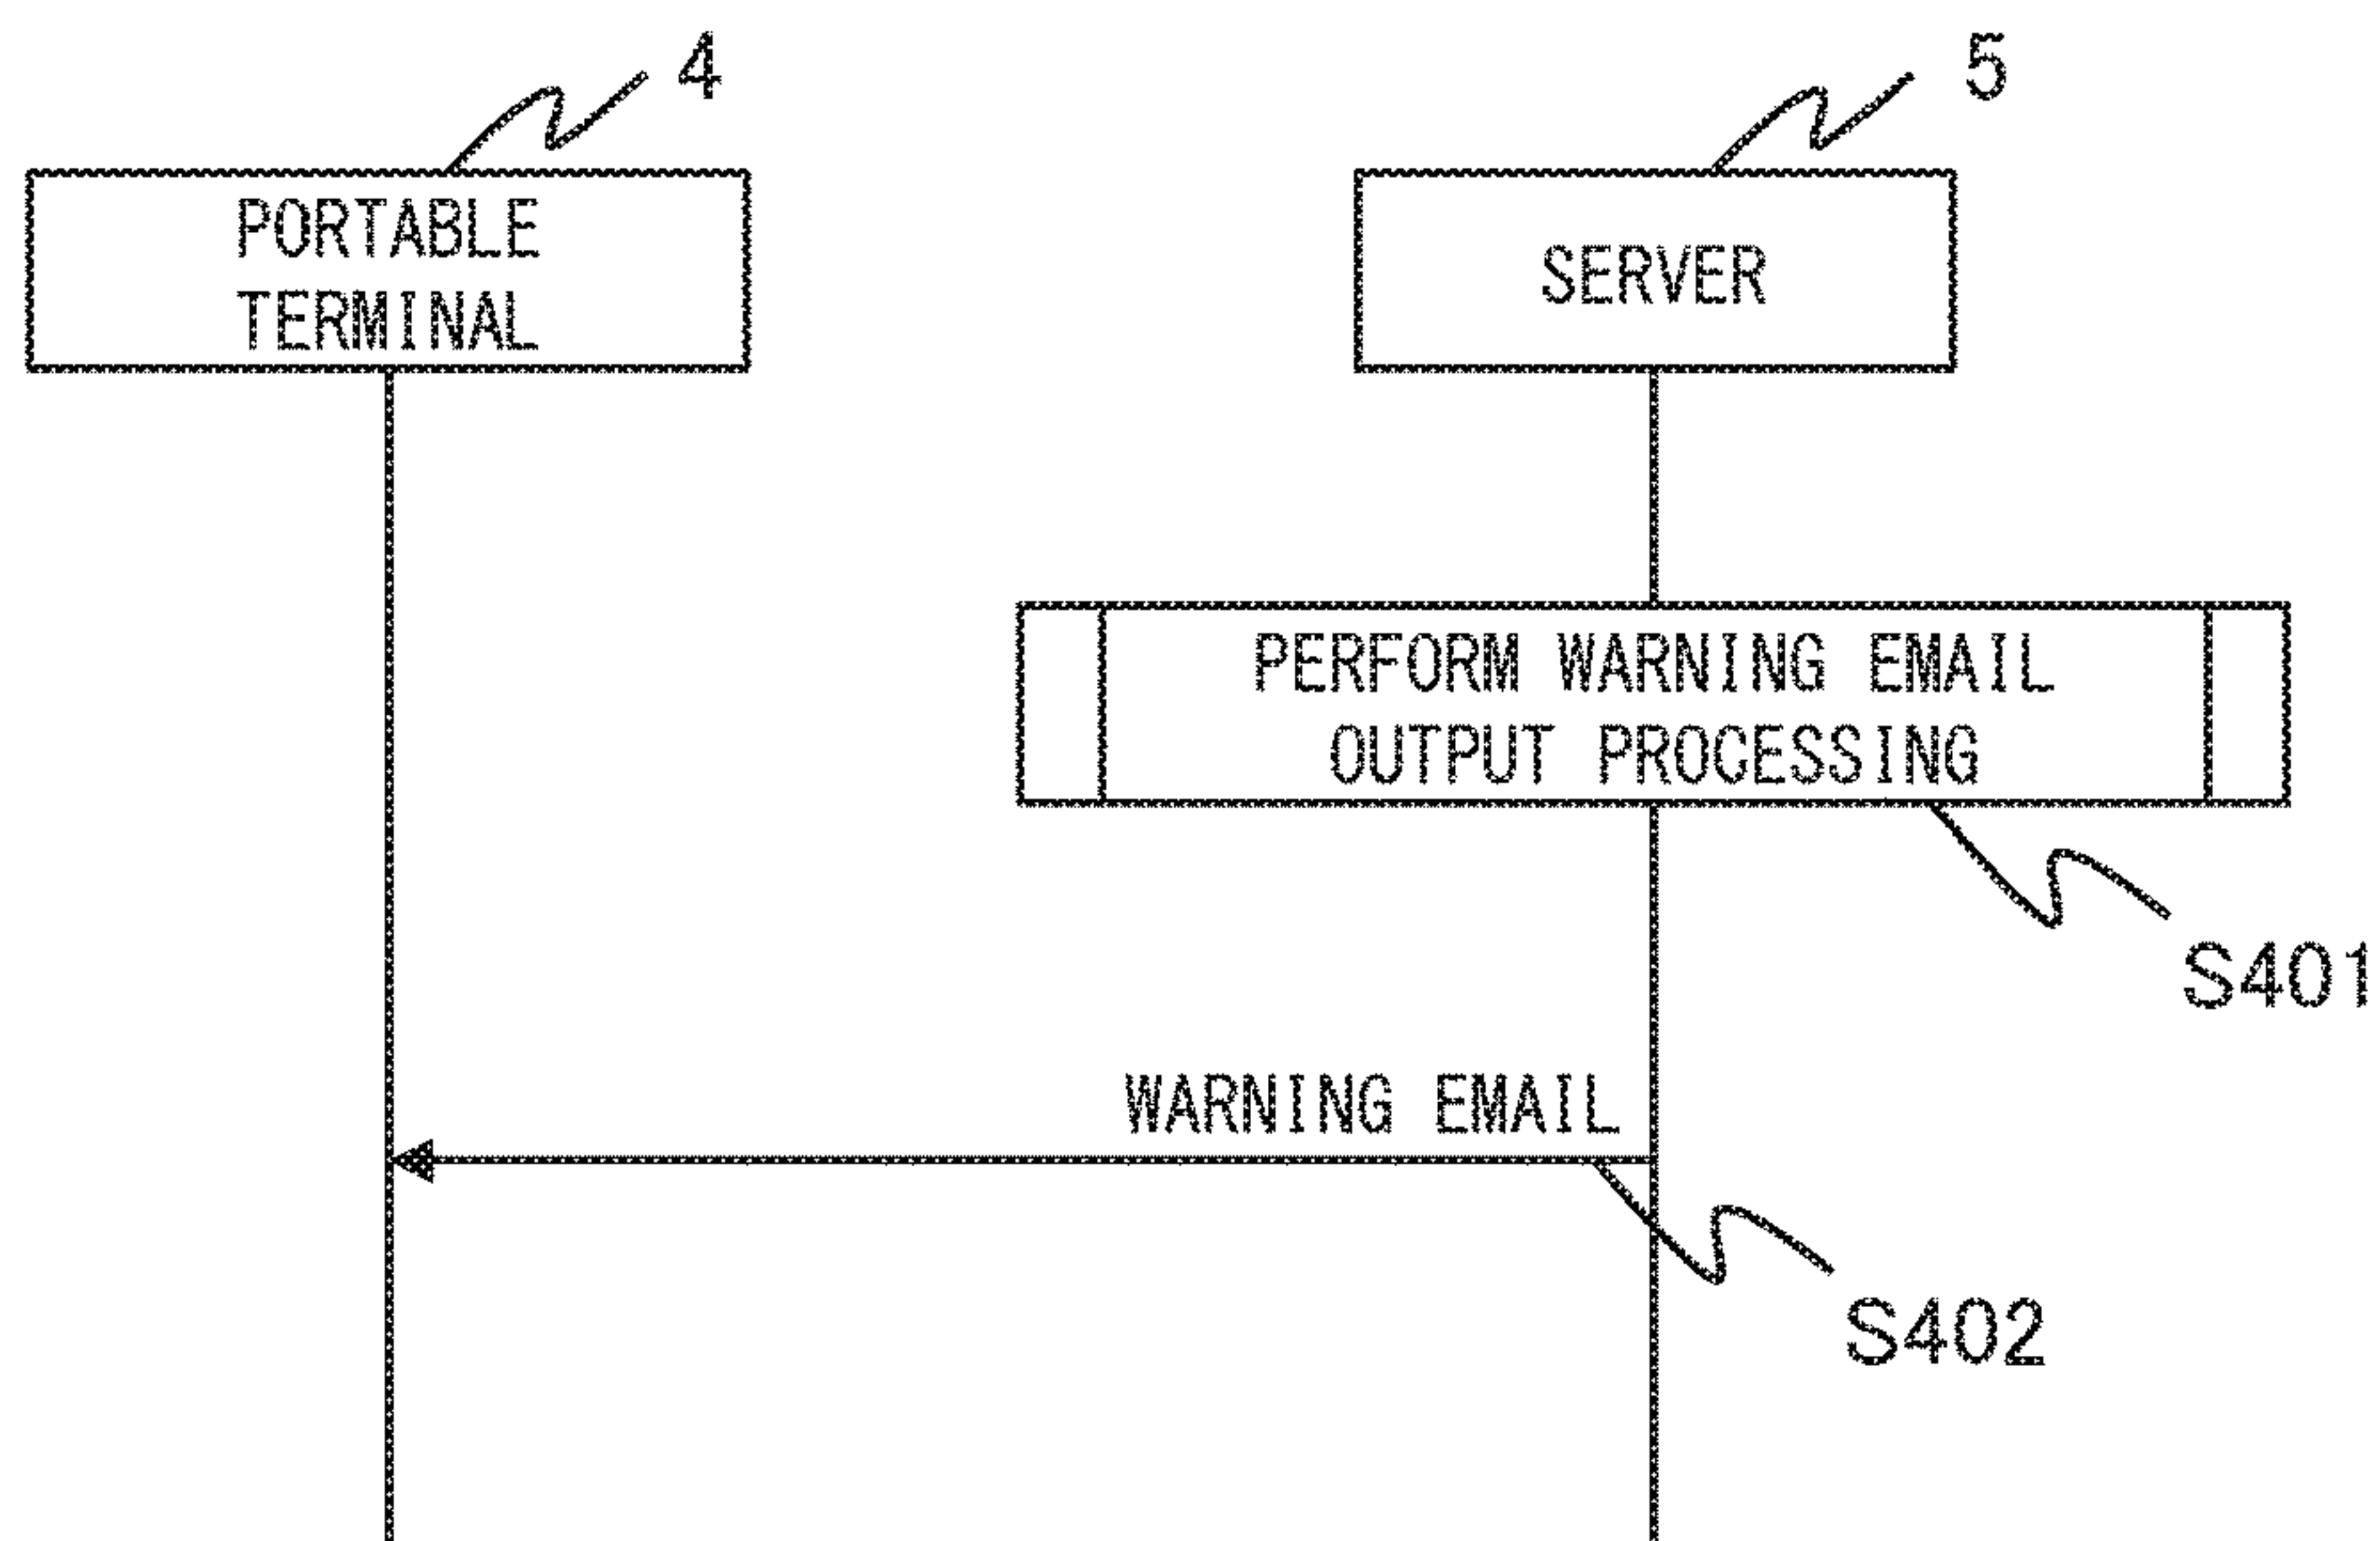 4
5
PORTABLE
TERMINAL
SERVER
PERFORM WARNING EMAIL
OUTPUT PROCESSING
S401
WARNING EMAIL
S402